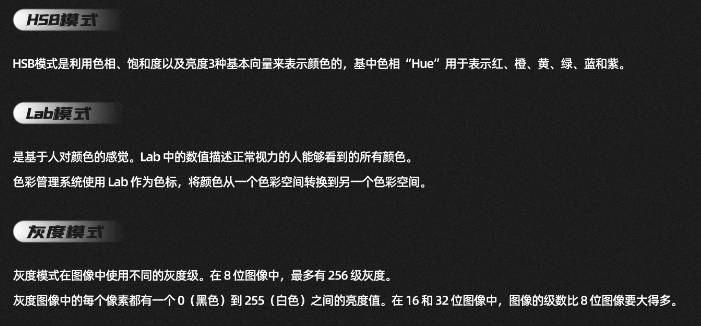 HSB模式
HSB模式是利用色相、饱和度以及亮度3种基本向量来表示颜色的，基中色相“Hue”用于表示红、橙、黄、绿、蓝和紫。
Lab模式
是基于人对颜色的感觉。Lab 中的数值描述正常视力的人能够看到的所有颜色。
色彩管理系统使用 Lab 作为色标，将颜色从一个色彩空间转换到另一个色彩空间。
灰度模式
灰度模式在图像中使用不同的灰度级。在 8 位图像中，最多有 256 级灰度。
灰度图像中的每个像素都有一个 0（黑色）到 255（白色）之间的亮度值。在 16 和 32 位图像中，图像的级数比 8 位图像要大得多。